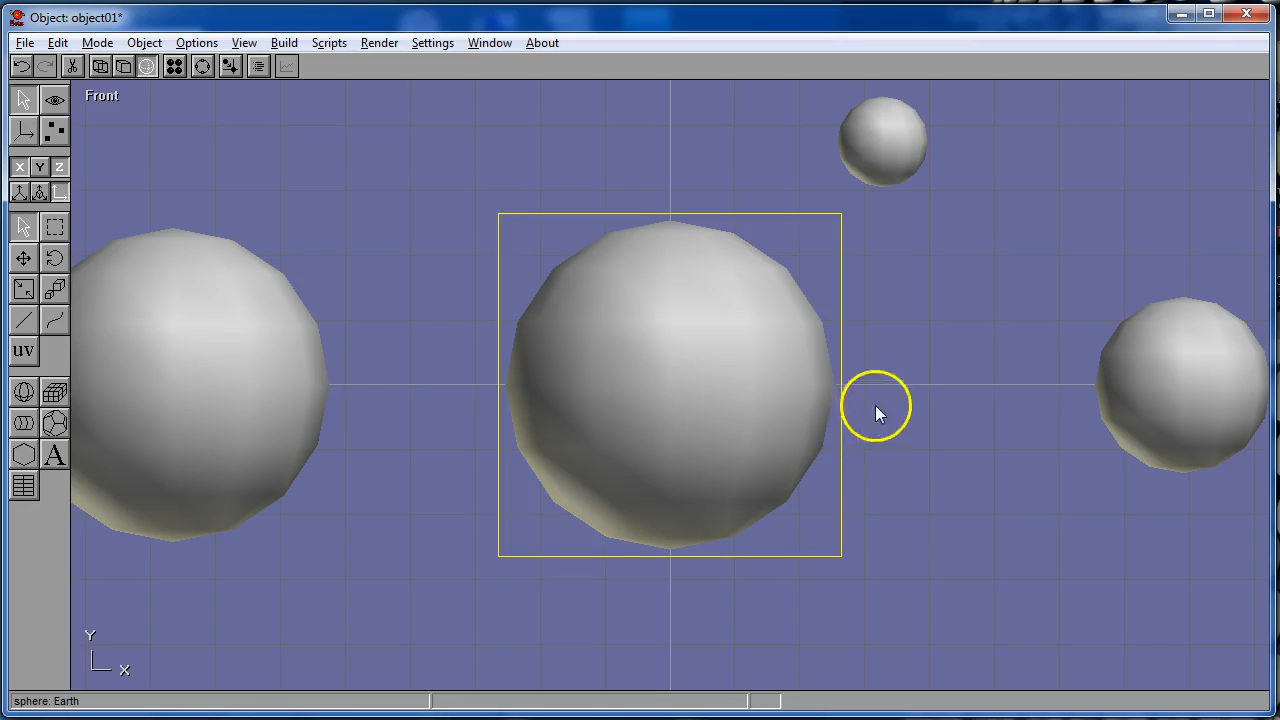 Object: object01*
File Edit Mode Object Options View Build Scripts Render Settings Window About
Front
X Y Z
uv
A
Y
X
sphere: Earth